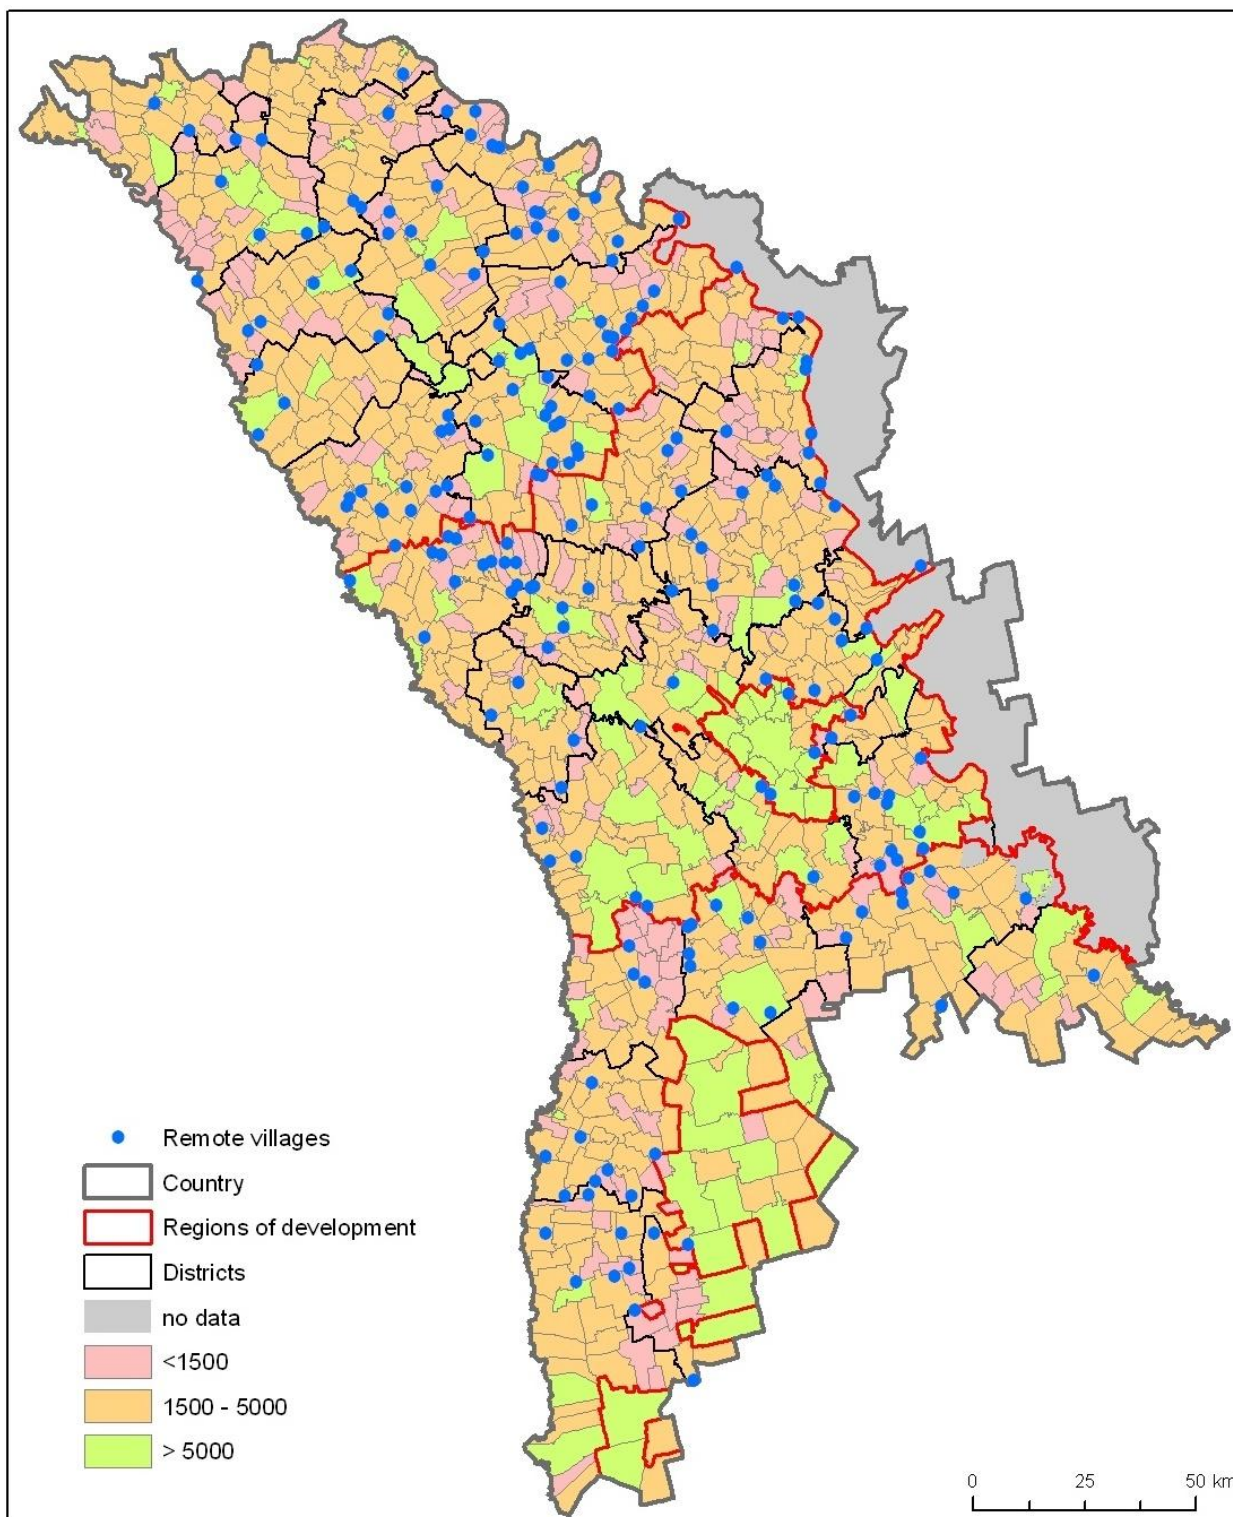 Remote villages
Country
Regions of development
Districts
no data
<1500
1500 - 5000
> 5000
0 25 50 km